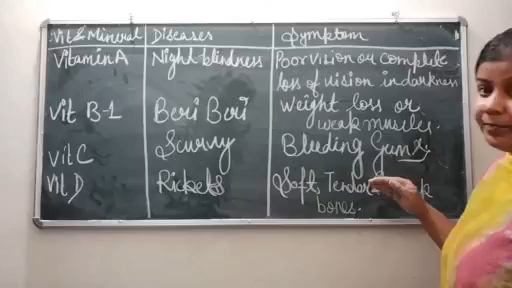 Vit & Mineral Diseases Symptom
Vitamin A Night-blindness Poor vision or complete
loss of vision in darkness
Vit B-1 Beri Beri Weight loss or
weak muscles.
Vit C Scurvy Bleeding Gums.
Vit D Rickets Soft,
bones.